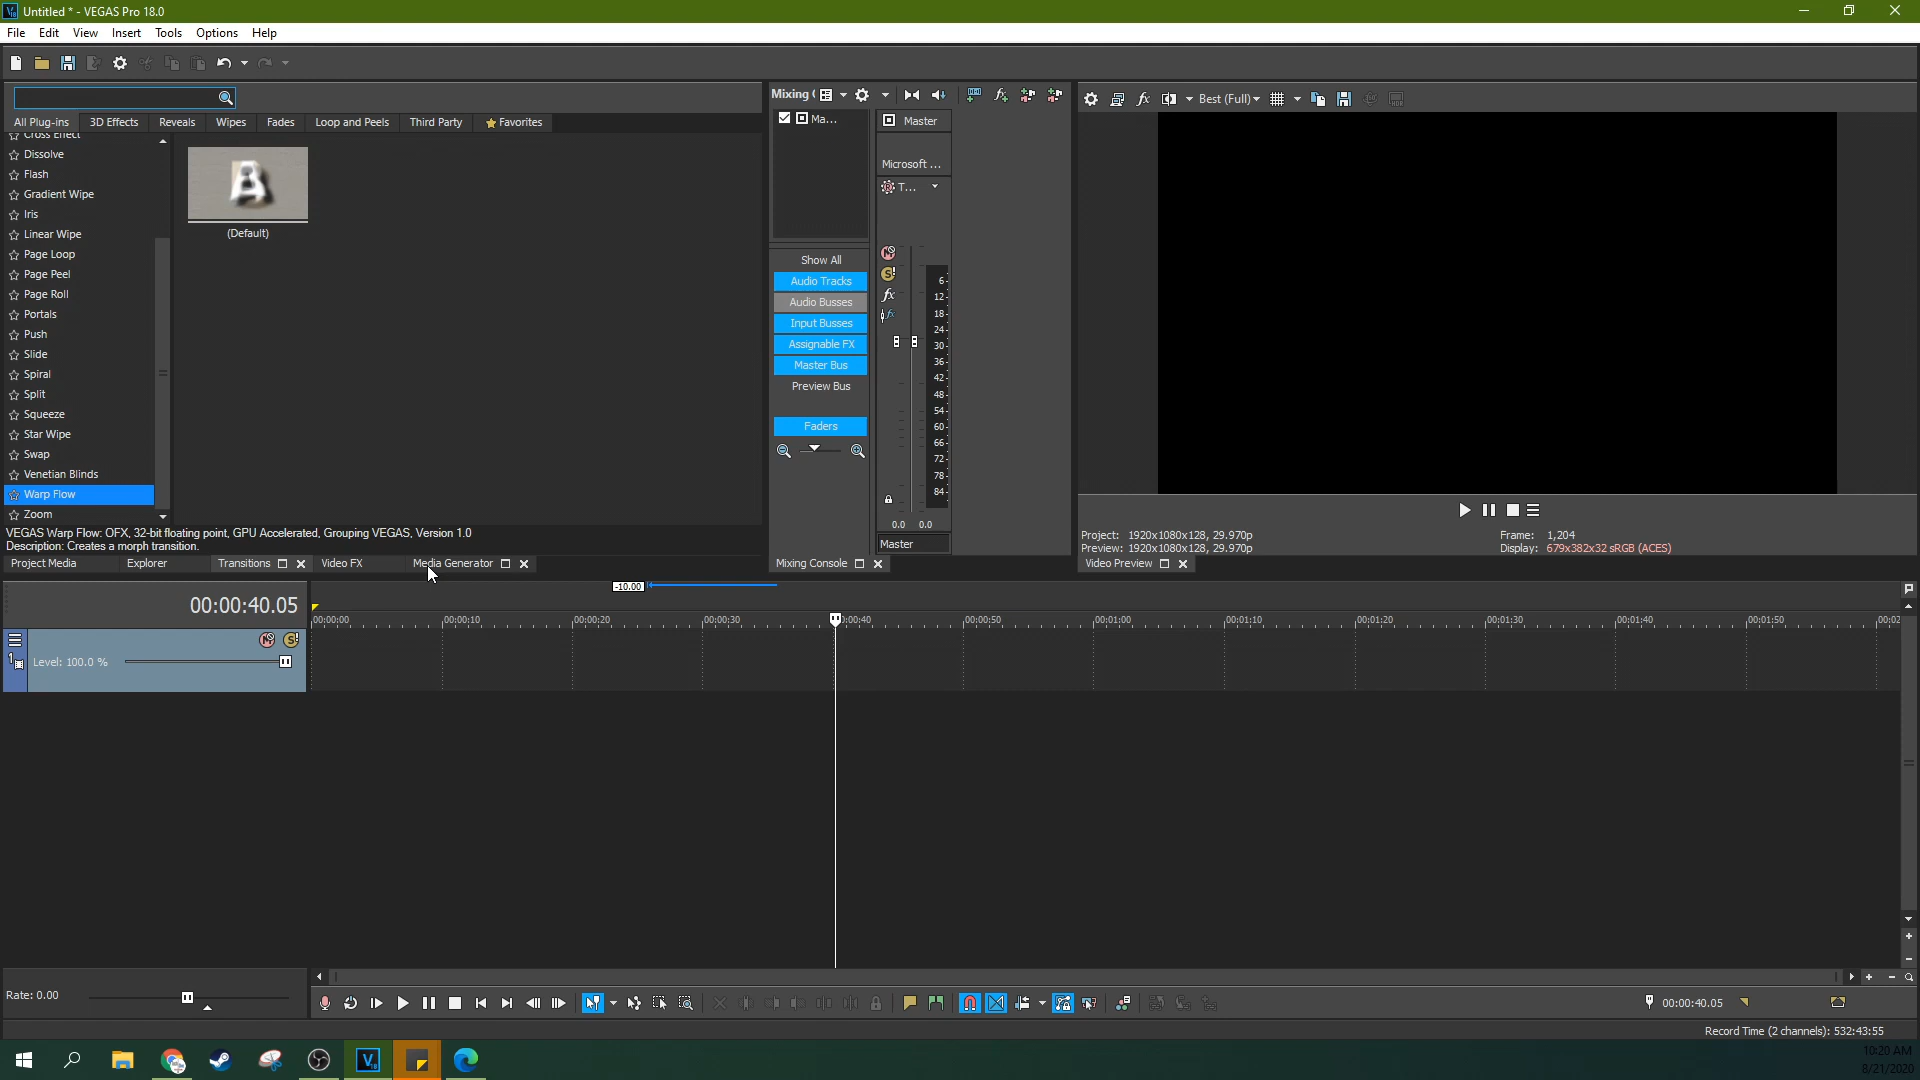 Untitled * - VEGAS Pro 18.0
File Edit View Insert Tools Options Help
Mixing
Best (Full)
All Plug-ins 3D Effects Reveals Wipes Fades Loop and Peels Third Party Favorites
Cross Effect
Dissolve
Flash
Gradient Wipe
Iris
Linear Wipe
Page Loop
Page Peel
Page Roll
Portals
Push
Slide
Spiral
Split
Squeeze
Star Wipe
Swap
Venetian Blinds
Warp Flow
Zoom
B
(Default)
VEGAS Warp Flow: OFX, 32-bit floating point, GPU Accelerated, Grouping VEGAS, Version 1.0
Description: Creates a morph transition.
Project Media Explorer Transitions Video FX Media Generator
Ma...
Show All
Audio Tracks
Audio Busses
Input Busses
Assignable FX
Master Bus
Preview Bus
Faders
Master
Microsoft ...
T...
M
S!
fx
fx
6
12
18
24
30
36
42
48
54
60
66
72
78
84
0.0 0.0
Master
Mixing Console
Project: 1920x1080x128, 29.970p
Preview: 1920x1080x128, 29.970p
Frame: 1,204
Display: 679x382x32 sRGB (ACES)
Video Preview
00:00:40.05
-10.00
00:00:00 00:00:10 00:00:20 00:00:30 0:00:40 00:00:50 00:01:00 00:01:10 00:01:20 00:01:30 00:01:40 00:01:50 00:02
1
Level: 100.0 %
M S!
Rate: 0.00
00:00:40.05
Record Time (2 channels): 532:43:55
10:20 AM
8/21/2020